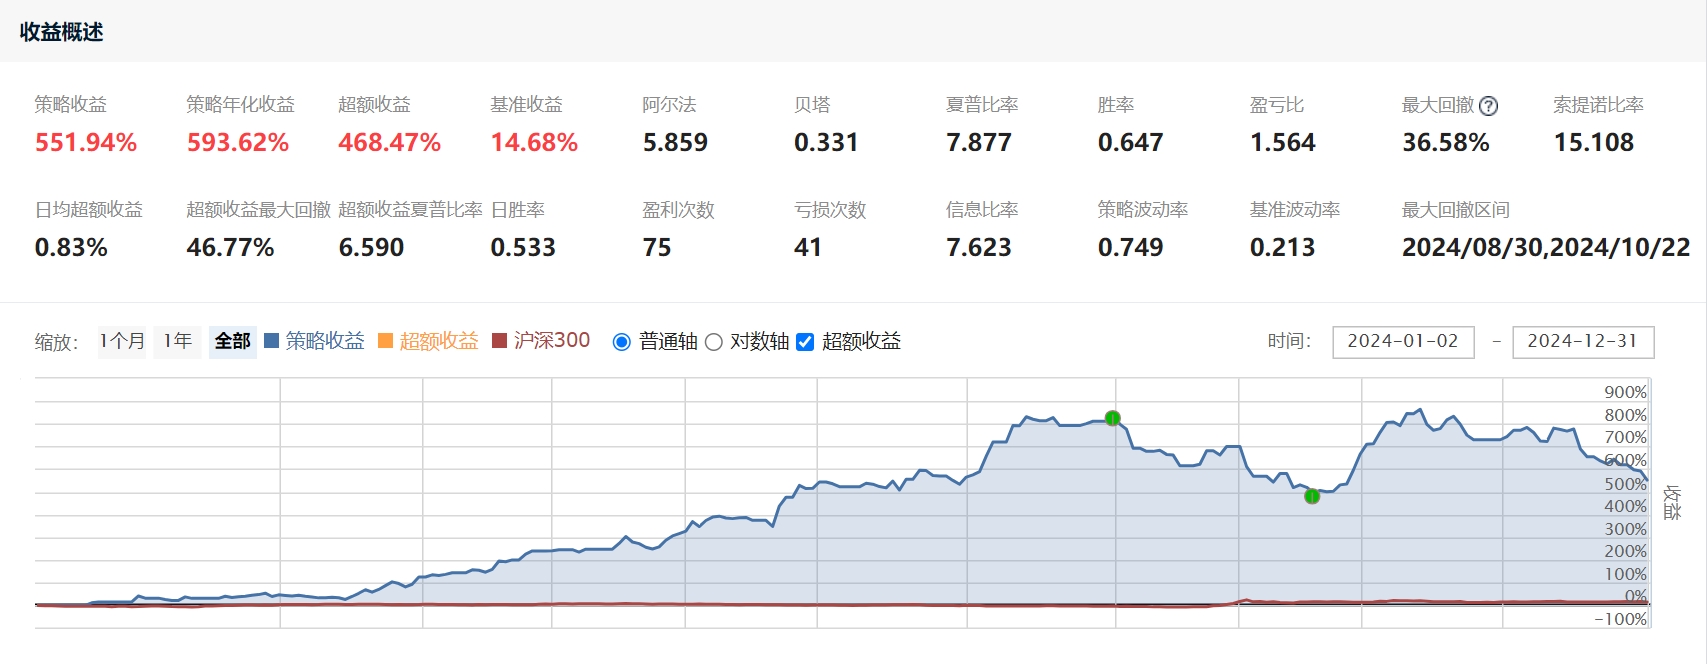 收益概述
策略收益 策略年化收益 超额收益 基准收益 阿尔法 贝塔 夏普比率 胜率 盈亏比 最大回撤 ? 索提诺比率
551.94% 593.62% 468.47% 14.68% 5.859 0.331 7.877 0.647 1.564 36.58% 15.108
日均超额收益 超额收益最大回撤 超额收益夏普比率 日胜率 盈利次数 亏损次数 信息比率 策略波动率 基准波动率 最大回撤区间
0.83% 46.77% 6.590 0.533 75 41 7.623 0.749 0.213 2024/08/30,2024/10/22
缩放: 1个月 1年 全部 策略收益 超额收益 沪深300 普通轴 对数轴 超额收益 时间: 2024-01-02 - 2024-12-31
900%
800%
700%
600%
500%
400%
300%
200%
100%
0%
-100%
收益